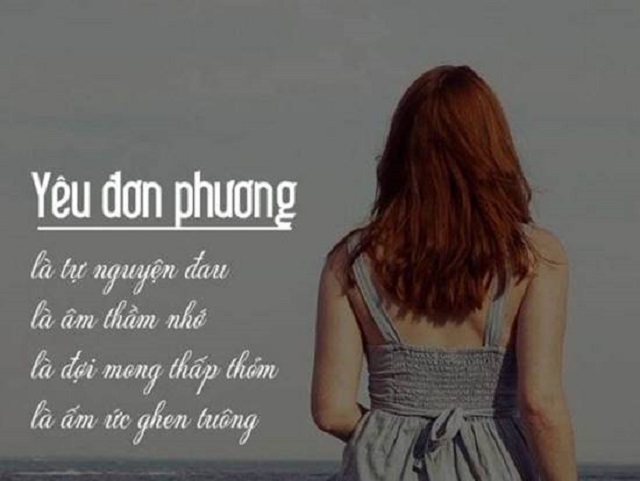 Yêu đơn phương
là tự nguyện đau
là âm thầm nhớ
là đợi mong thấp thỏm
là ấm ức ghen tuông